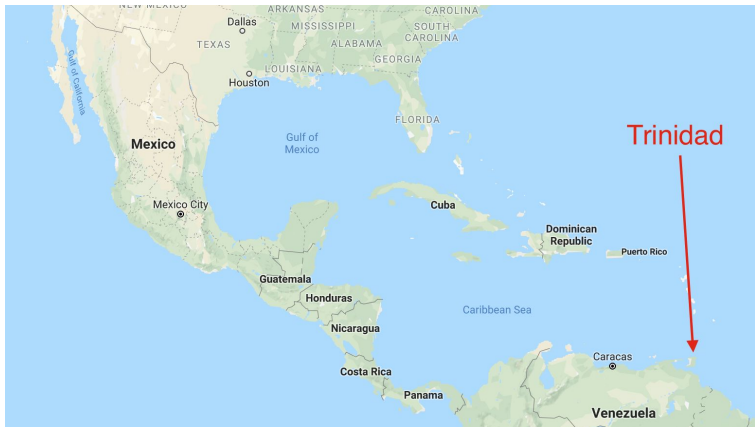 CAROLINA
NEW MEXICO
ARKANSAS
Dallas
MISSISSIPPI
SOUTH
CAROLINA
TEXAS
ALABAMA
GEORGIA
LOUISIANA
Houston
Gulf of California
FLORIDA
Gulf of
Mexico
Trinidad
Mexico
Mexico City
Cuba
Dominican
Republic
Puerto Rico
Guatemala
Honduras
Caribbean Sea
Nicaragua
Caracas
Costa Rica
Panama
Venezuela